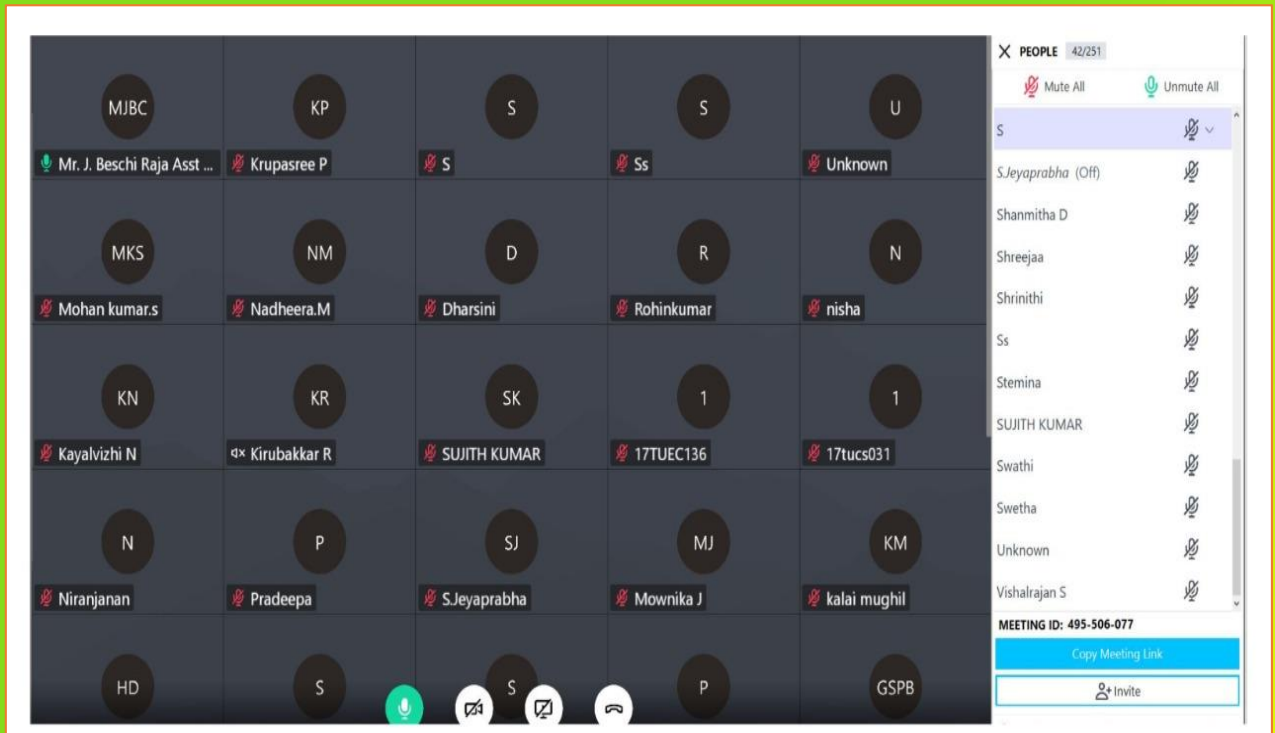 MJBC
KP
S
S
U
Mr. J. Beschi Raja Asst ...
Krupasree P
S
Ss
Unknown
MKS
NM
D
R
N
Mohan kumar.s
Nadheera.M
Dharsini
Rohinkumar
nisha
KN
KR
SK
1
1
Kayalvizhi N
Kirubakkar R
SUJITH KUMAR
17TUEC136
17tucs031
N
P
SJ
MJ
KM
Niranjanan
Pradeepa
S.Jeyaprabha
Mownika J
kalai mughil
HD
S
S
P
GSPB
X PEOPLE 42/251
Mute All
Unmute All
S
S.Jeyaprabha (Off)
Shanmitha D
Shreejaa
Shrinithi
Ss
Stemina
SUJITH KUMAR
Swathi
Swetha
Unknown
Vishalrajan S
MEETING ID: 495-506-077
Copy Meeting Link
Invite